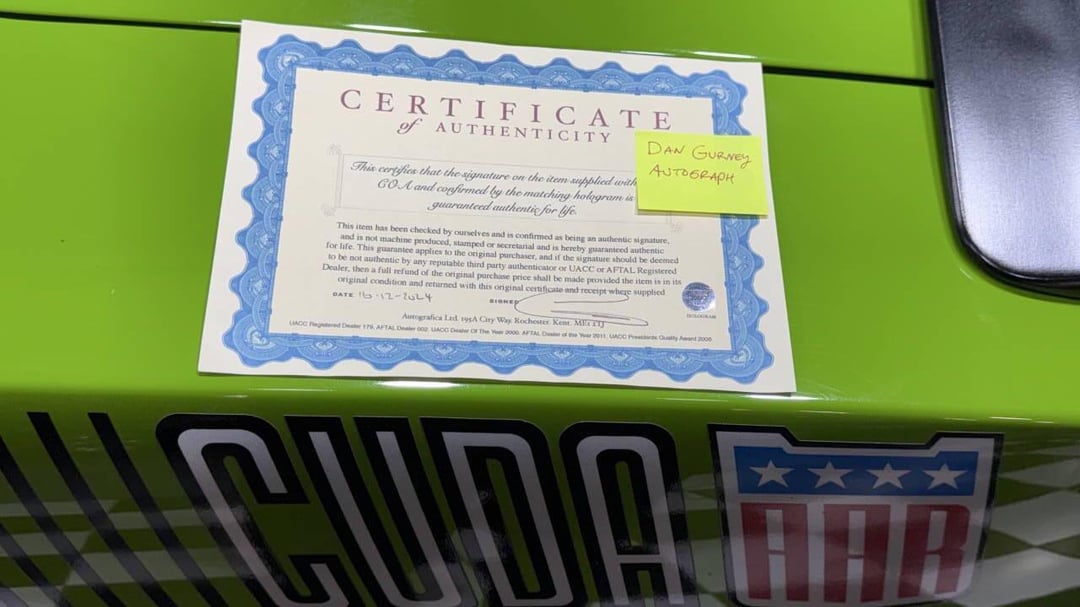 CERTIFICATE
of AUTHENTICITY
DAN GURNEY
AUTOGRAPH
This certifies that the signature on the item supplied with
COA and confirmed by the matching hologram is
guaranteed authentic for life.
This item has been checked by ourselves and is confirmed as being an authentic signature,
and is not machine produced, stamped or secretarial and is hereby guaranteed authentic
for life. This guarantee applies to the original purchaser, and if the signature should be deemed
to be not authentic by any reputable third party authenticator or UACC or AFTAL Registered
Dealer, then a full refund of the original purchase price shall be made provided the item is in its
original condition and returned with this original certificate and receipt where supplied
DATE 16-12-2024 SIGNED
HOLOGRAM
Autografica Ltd. 195A City Way, Rochester, Kent, ME1 2TJ
UACC Registered Dealer 179, AFTAL Dealer 002, UACC Dealer Of The Year 2006, AFTAL Dealer of the Year 2011, UACC Presidents Quality Award 2008
'CUDA
AAR